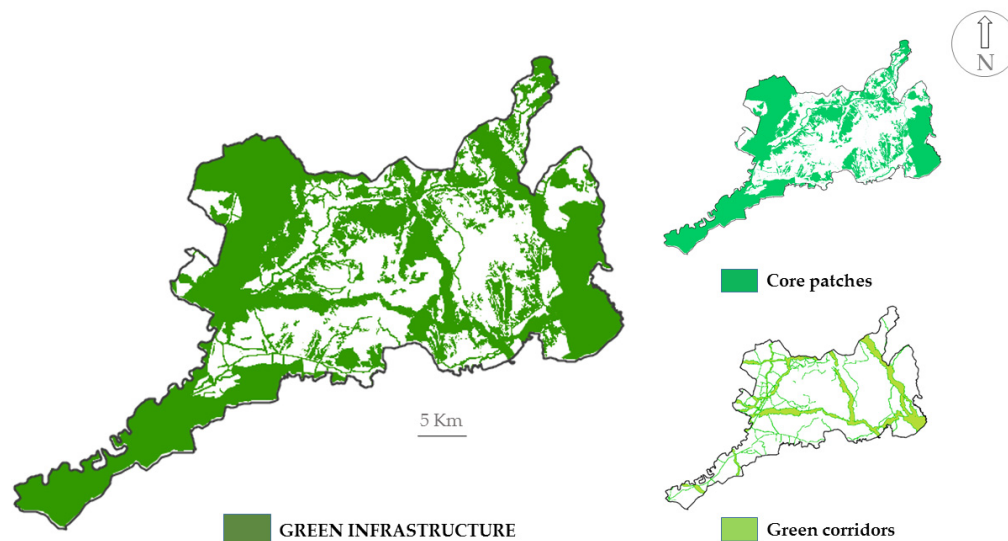 N
Core patches
5 Km
GREEN INFRASTRUCTURE
Green corridors